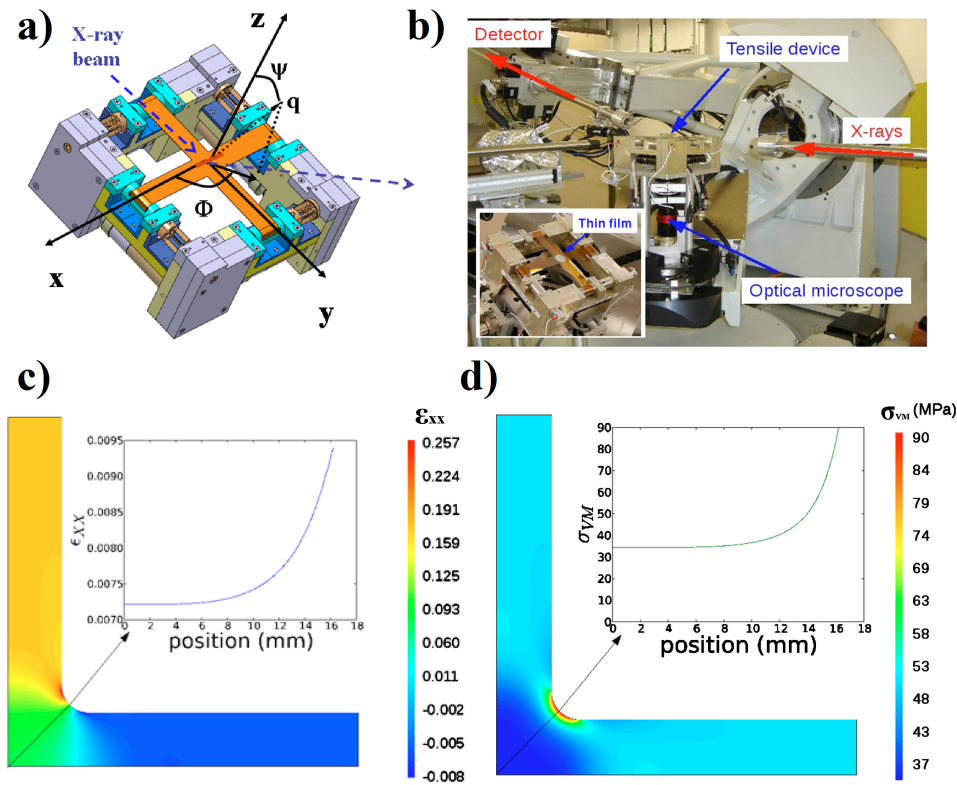 a)
z
X-ray
beam
Ψ
q
Φ
x
y
b)
Detector
Tensile device
X-rays
Thin film
Optical microscope
c)
εXX
0.257
0.224
0.191
0.158
0.125
0.093
0.060
0.011
-0.002
-0.005
-0.008
0.0095
0.0090
0.0085
0.0080
0.0075
0.0070
ϵXX
0 2 4 6 8 10 12 14 16 18
position (mm)
d)
σVM (MPa)
90
84
79
73
68
63
58
53
48
42
37
90
80
70
60
50
40
30
20
10
0
σVM
0 2 4 6 8 10 12 14 16 18
position (mm)